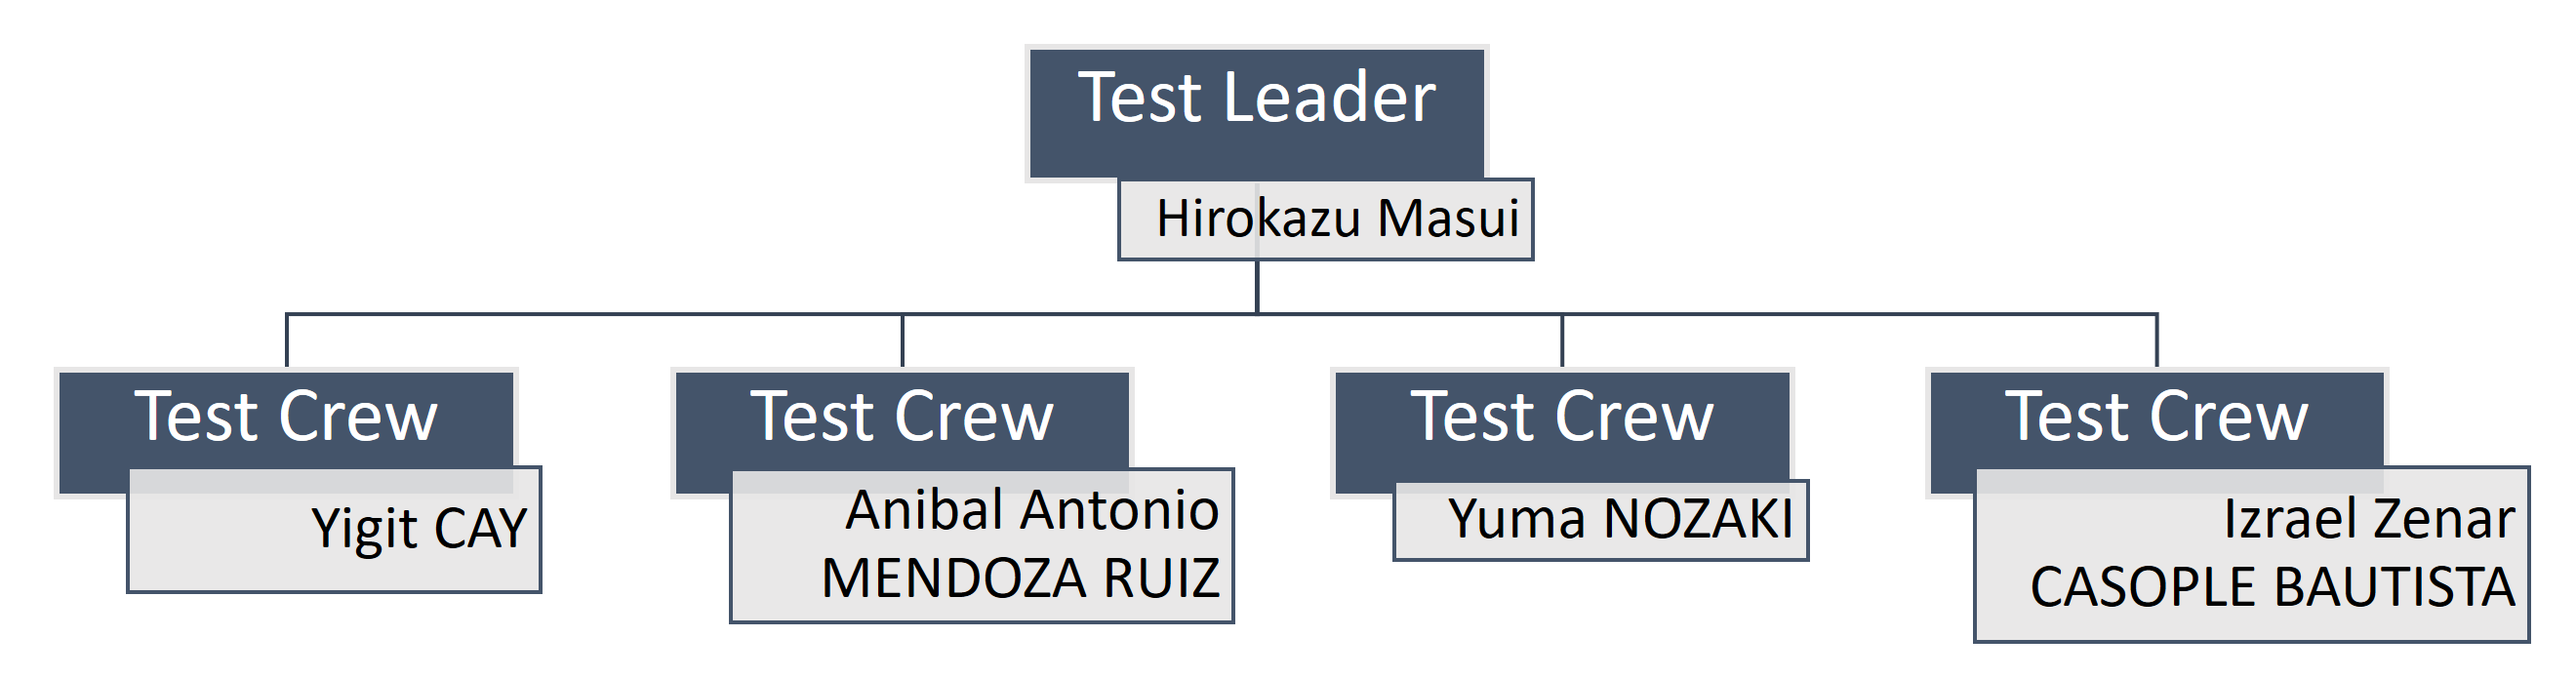 Test Leader
Hirokazu Masui
Test Crew
Yigit CAY
Test Crew
Anibal Antonio
MENDOZA RUIZ
Test Crew
Yuma NOZAKI
Test Crew
Izrael Zenar
CASOPLE BAUTISTA